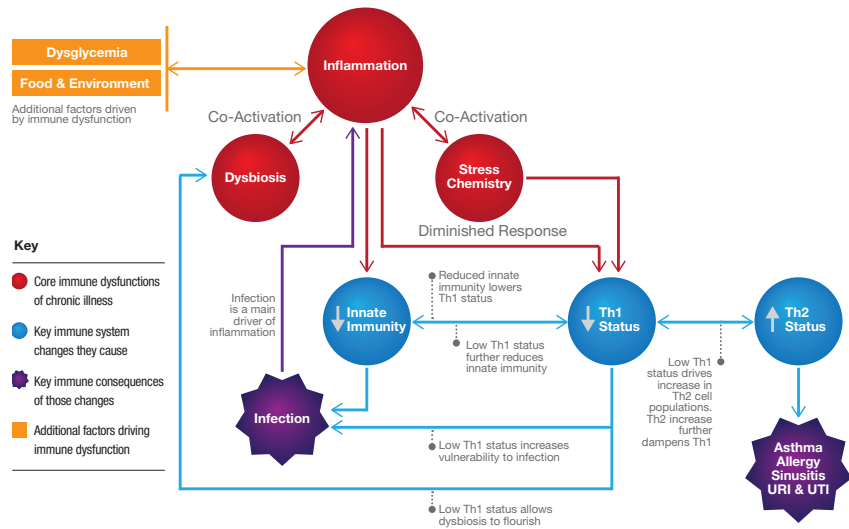 Dysglycemia
Food & Environment
Additional factors driven
by immune dysfunction
Inflammation
Co-Activation
Co-Activation
Dysbiosis
Stress
Chemistry
Diminished Response
Key
Core immune dysfunctions
of chronic illness
Key immune system
changes they cause
Key immune consequences
of those changes
Additional factors driving
immune dysfunction
Infection
is a main
driver of
inflammation
Reduced innate
immunity lowers
Th1 status
Innate
Immunity
Th1
Status
Th2
Status
Low Th1 status
further reduces
innate immunity
Low Th1
status drives
increase in
Th2 cell
populations.
Th2 increase
further
dampens Th1
Infection
Low Th1 status increases
vulnerability to infection
Asthma
Allergy
Sinusitis
URI & UTI
Low Th1 status allows
dysbiosis to flourish